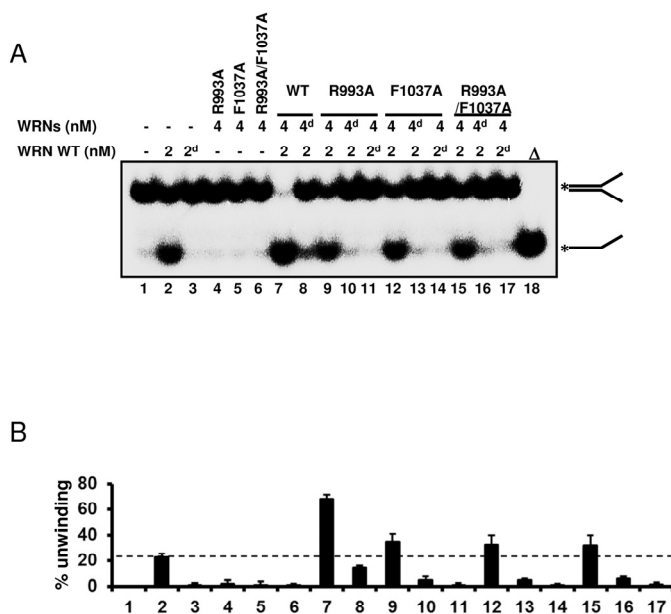 A
R993A
F1037A
R993A/F1037A
WT R993A F1037A R993A /F1037A
WRNs (nM) - - - 4 4 4 4 4ᵈ 4 4ᵈ 4 4 4ᵈ 4 4 4ᵈ 4
WRN WT (nM) - 2 2ᵈ - - - 2 2 2 2 2ᵈ 2 2 2ᵈ 2 2 2ᵈ Δ
*
*
1 2 3 4 5 6 7 8 9 10 11 12 13 14 15 16 17 18
B
% unwinding
80
60
40
20
0
1 2 3 4 5 6 7 8 9 10 11 12 13 14 15 16 17